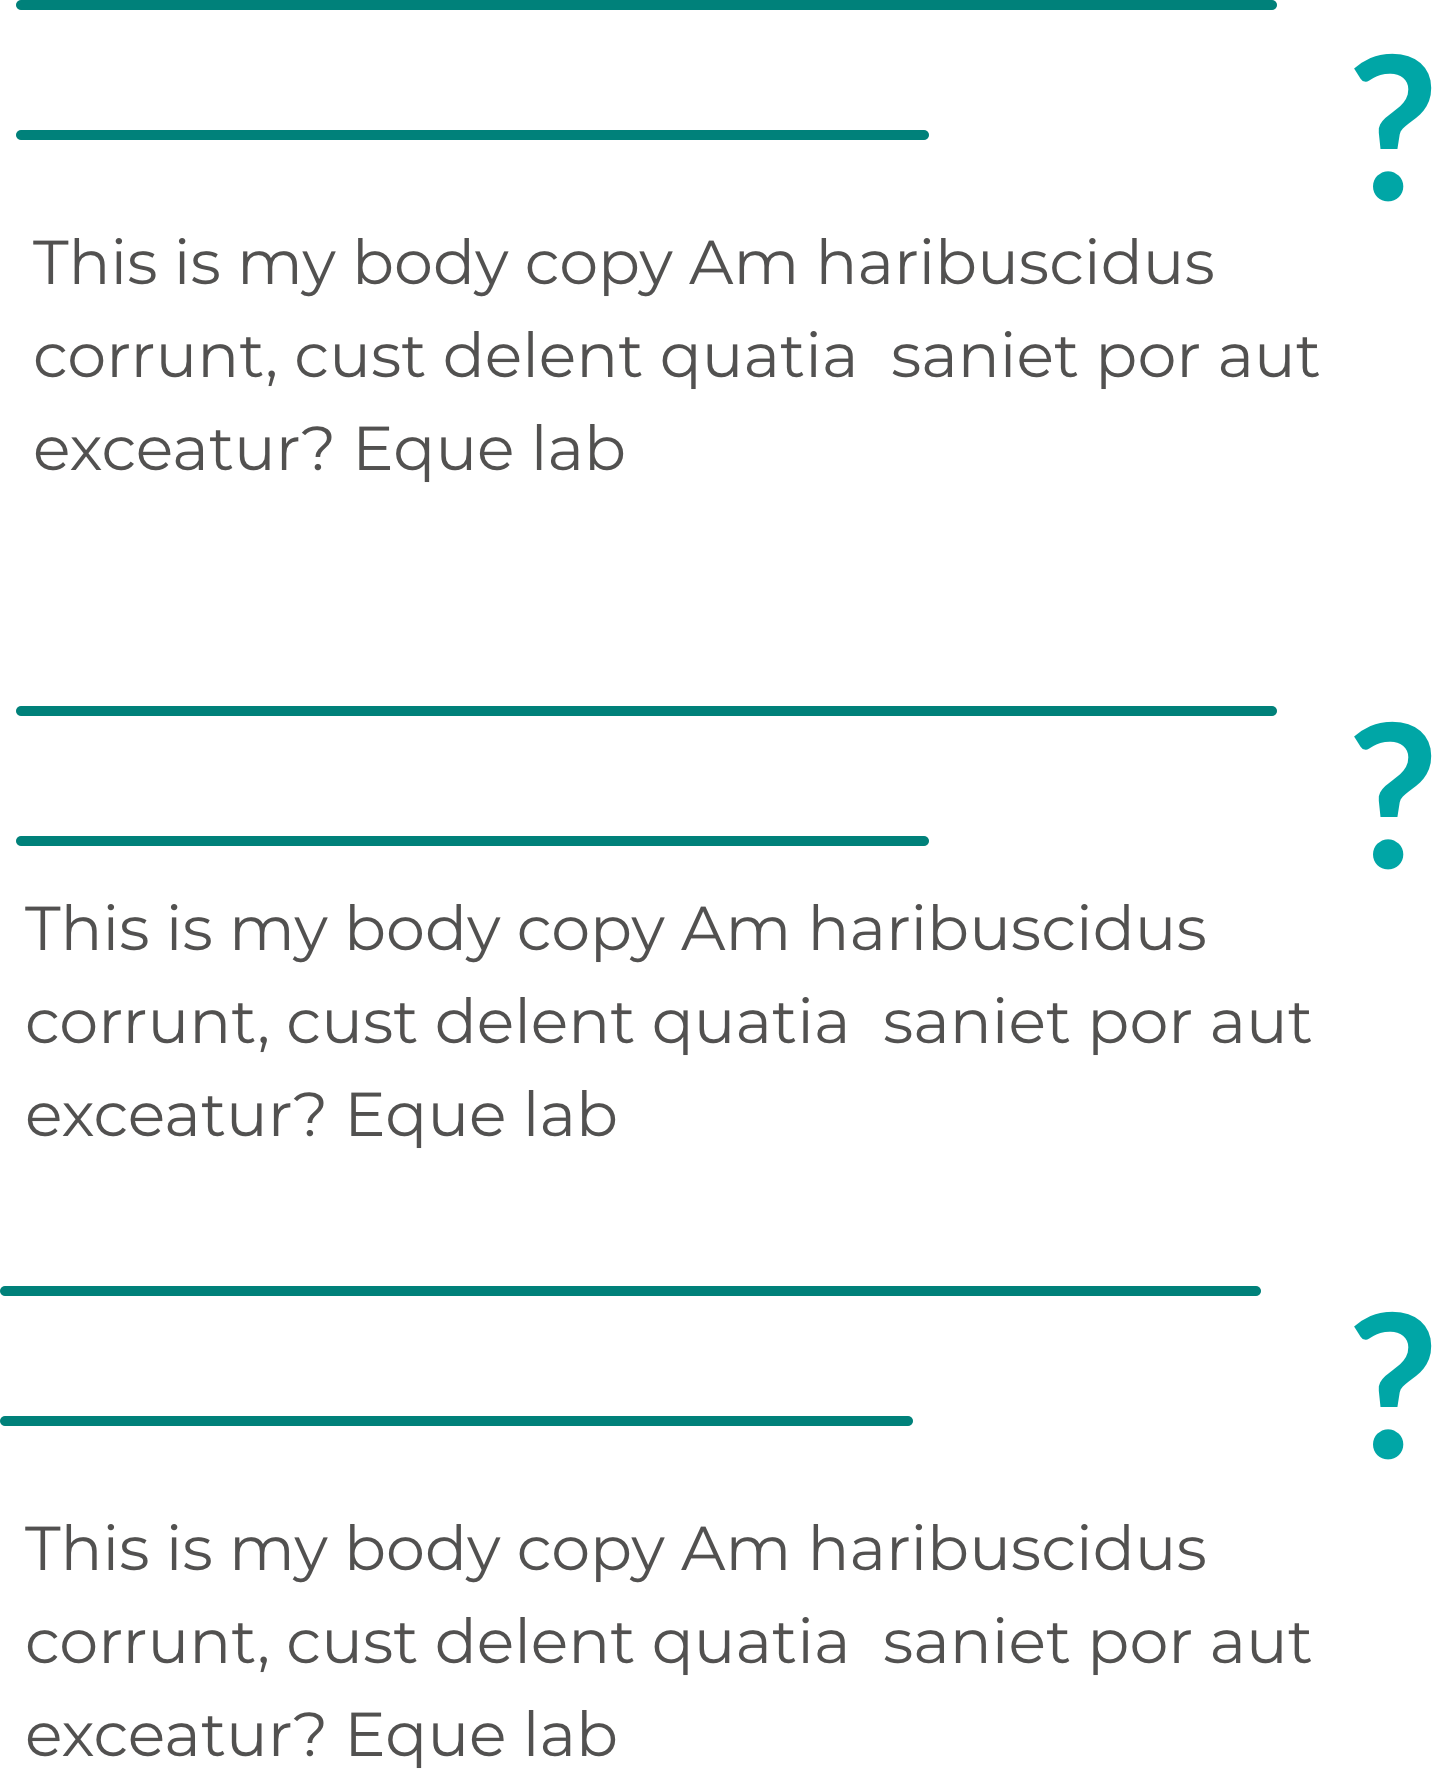 ?
This is my body copy Am haribuscidus
corrunt, cust delent quatia  saniet por aut
exceatur? Eque lab
?
This is my body copy Am haribuscidus
corrunt, cust delent quatia  saniet por aut
exceatur? Eque lab
?
This is my body copy Am haribuscidus
corrunt, cust delent quatia  saniet por aut
exceatur? Eque lab